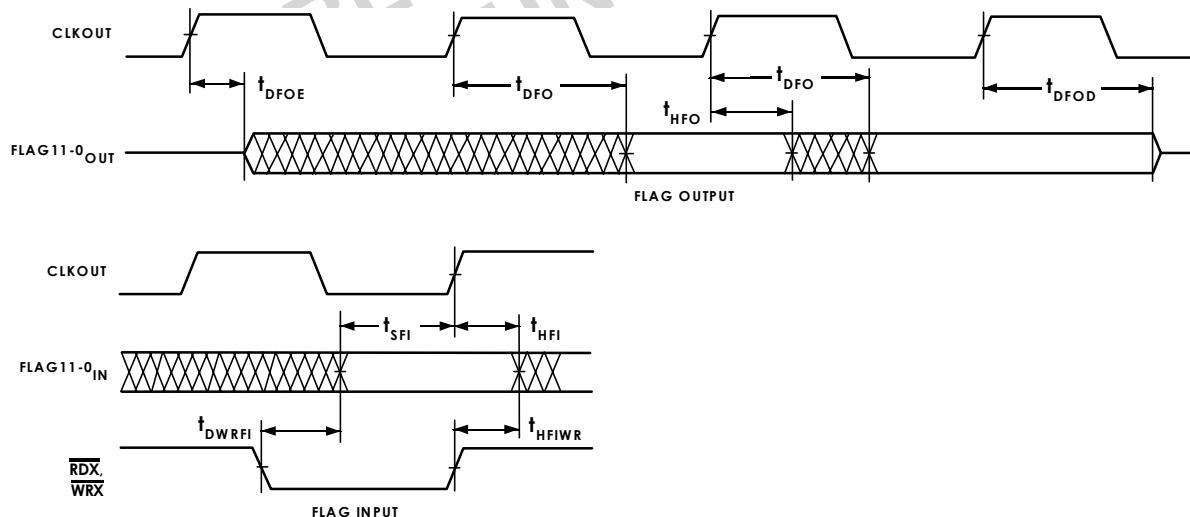 CLKOUT
tDFOE
tDFO
tDFO
tHFO
tDFOD
FLAG11-0OUT
FLAG OUTPUT
CLKOUT
tSFI
tHFI
FLAG11-0IN
tDWRFI
tHFIWR
RDX,
WRX
FLAG INPUT